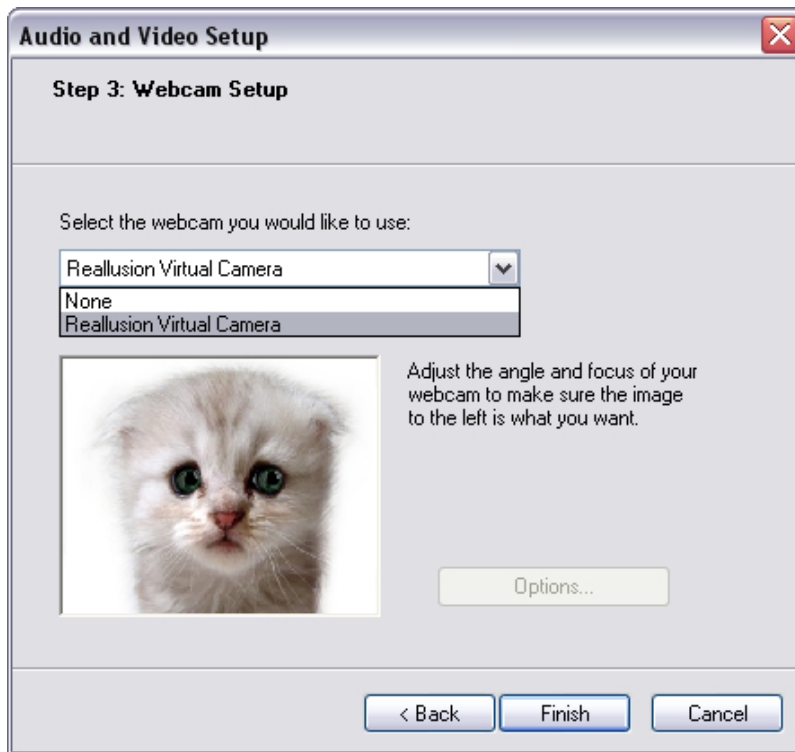 Audio and Video Setup
Step 3: Webcam Setup
Select the webcam you would like to use:
Reallusion Virtual Camera
None
Reallusion Virtual Camera
Adjust the angle and focus of your
webcam to make sure the image
to the left is what you want.
Options...
< Back Finish Cancel